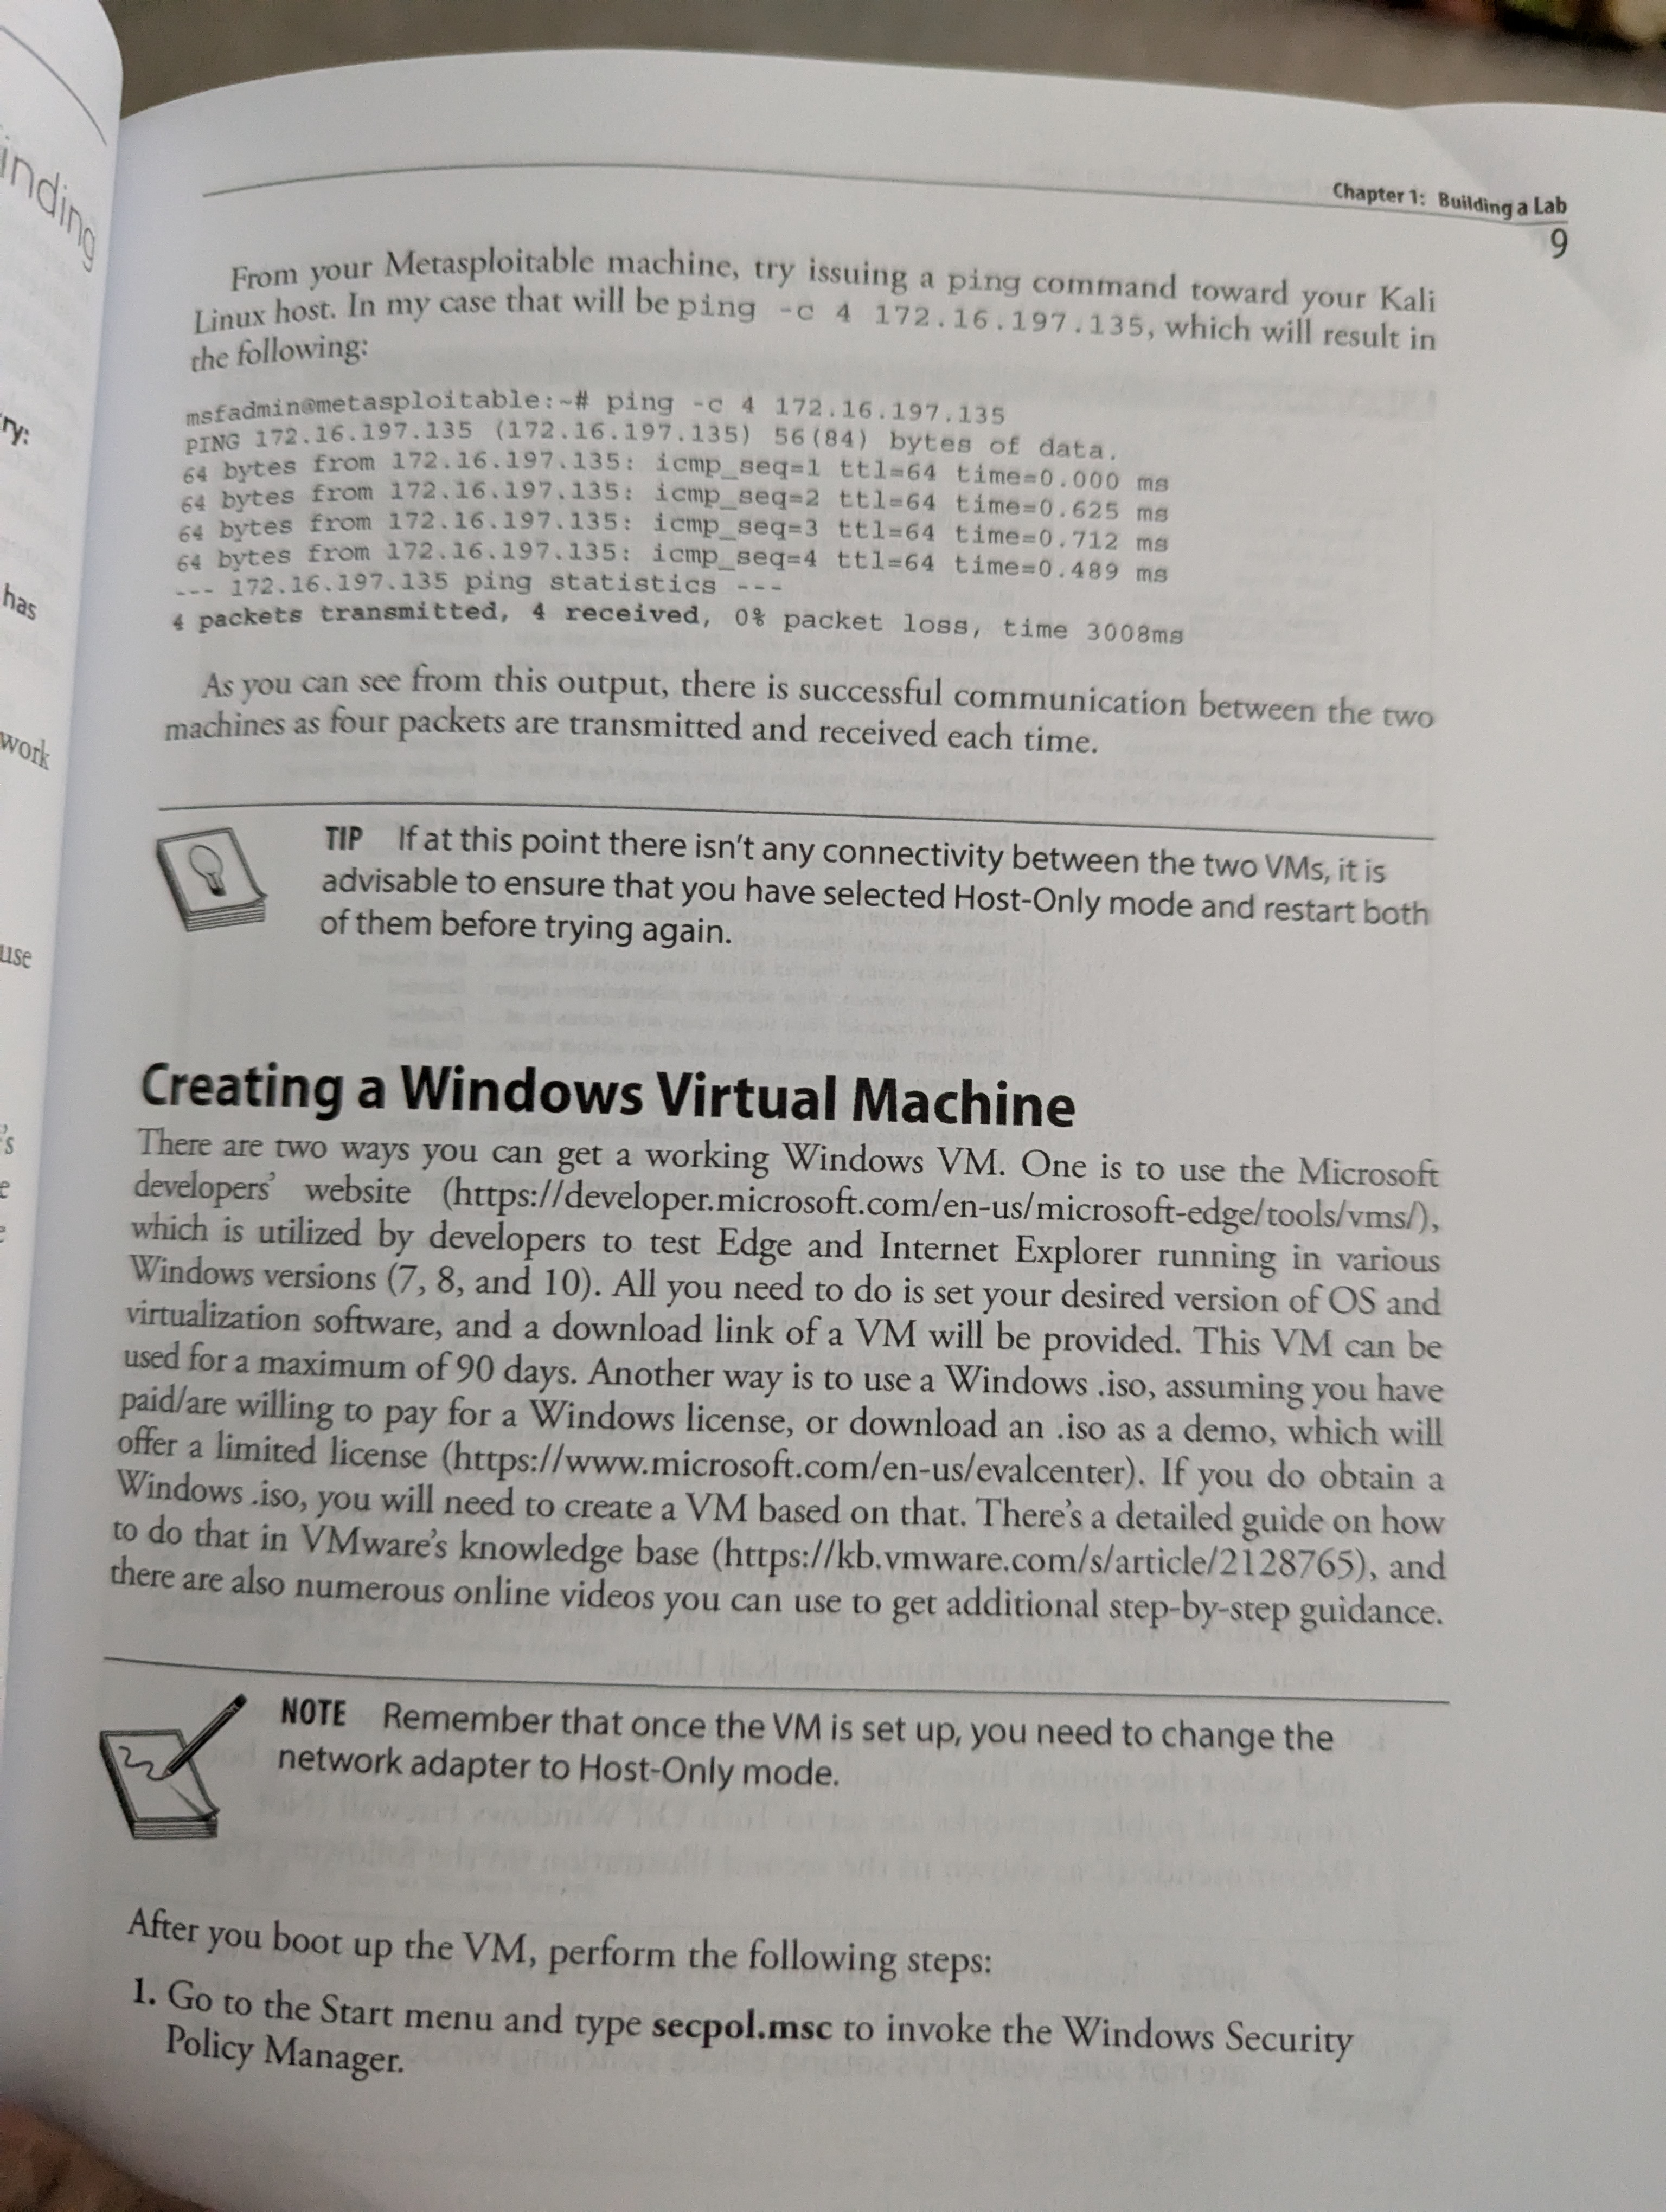 inding
ry:
has
work
use
's
e
e
Chapter 1: Building a Lab
9
From your Metasploitable machine, try issuing a ping command toward your Kali
Linux host. In my case that will be ping -c 4 172.16.197.135, which will result in
the following:
msfadmin@metasploitable:~# ping -c 4 172.16.197.135
PING 172.16.197.135 (172.16.197.135) 56(84) bytes of data.
64 bytes from 172.16.197.135: icmp_seq=1 ttl=64 time=0.000 ms
64 bytes from 172.16.197.135: icmp_seq=2 ttl=64 time=0.625 ms
64 bytes from 172.16.197.135: icmp_seq=3 ttl=64 time=0.712 ms
64 bytes from 172.16.197.135: icmp_seq=4 ttl=64 time=0.489 ms
--- 172.16.197.135 ping statistics ---
4 packets transmitted, 4 received, 0% packet loss, time 3008ms
As you can see from this output, there is successful communication between the two
machines as four packets are transmitted and received each time.
TIP If at this point there isn't any connectivity between the two VMs, it is
advisable to ensure that you have selected Host-Only mode and restart both
of them before trying again.
Creating a Windows Virtual Machine
There are two ways you can get a working Windows VM. One is to use the Microsoft
developers' website (https://developer.microsoft.com/en-us/microsoft-edge/tools/vms/),
which is utilized by developers to test Edge and Internet Explorer running in various
Windows versions (7, 8, and 10). All you need to do is set your desired version of OS and
virtualization software, and a download link of a VM will be provided. This VM can be
used for a maximum of 90 days. Another way is to use a Windows .iso, assuming you have
paid/are willing to pay for a Windows license, or download an .iso as a demo, which will
offer a limited license (https://www.microsoft.com/en-us/evalcenter). If you do obtain a
Windows .iso, you will need to create a VM based on that. There's a detailed guide on how
to do that in VMware's knowledge base (https://kb.vmware.com/s/article/2128765), and
there are also numerous online videos you can use to get additional step-by-step guidance.
NOTE Remember that once the VM is set up, you need to change the
network adapter to Host-Only mode.
After you boot up the VM, perform the following steps:
1. Go to the Start menu and type secpol.msc to invoke the Windows Security
Policy Manager.